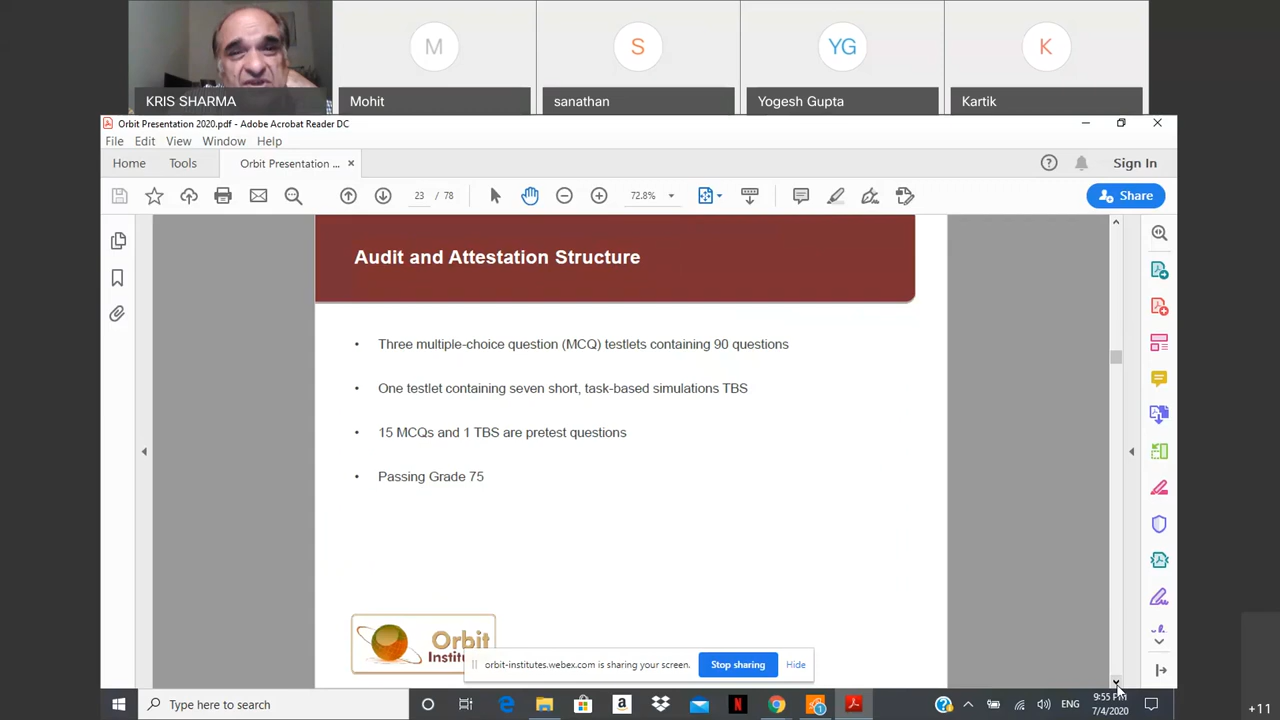 M
S
YG
K
KRIS SHARMA
Mohit
sanathan
Yogesh Gupta
Kartik
Orbit Presentation 2020.pdf - Adobe Acrobat Reader DC
File Edit View Window Help
Home Tools Orbit Presentation ... × Sign In
23 / 78 72.8% Share
Audit and Attestation Structure
• Three multiple-choice question (MCQ) testlets containing 90 questions
• One testlet containing seven short, task-based simulations TBS
• 15 MCQs and 1 TBS are pretest questions
• Passing Grade 75
Orbit
orbit-institutes.webex.com is sharing your screen. Stop sharing Hide
Type here to search
ENG
9:55 PM
7/4/2020
+11